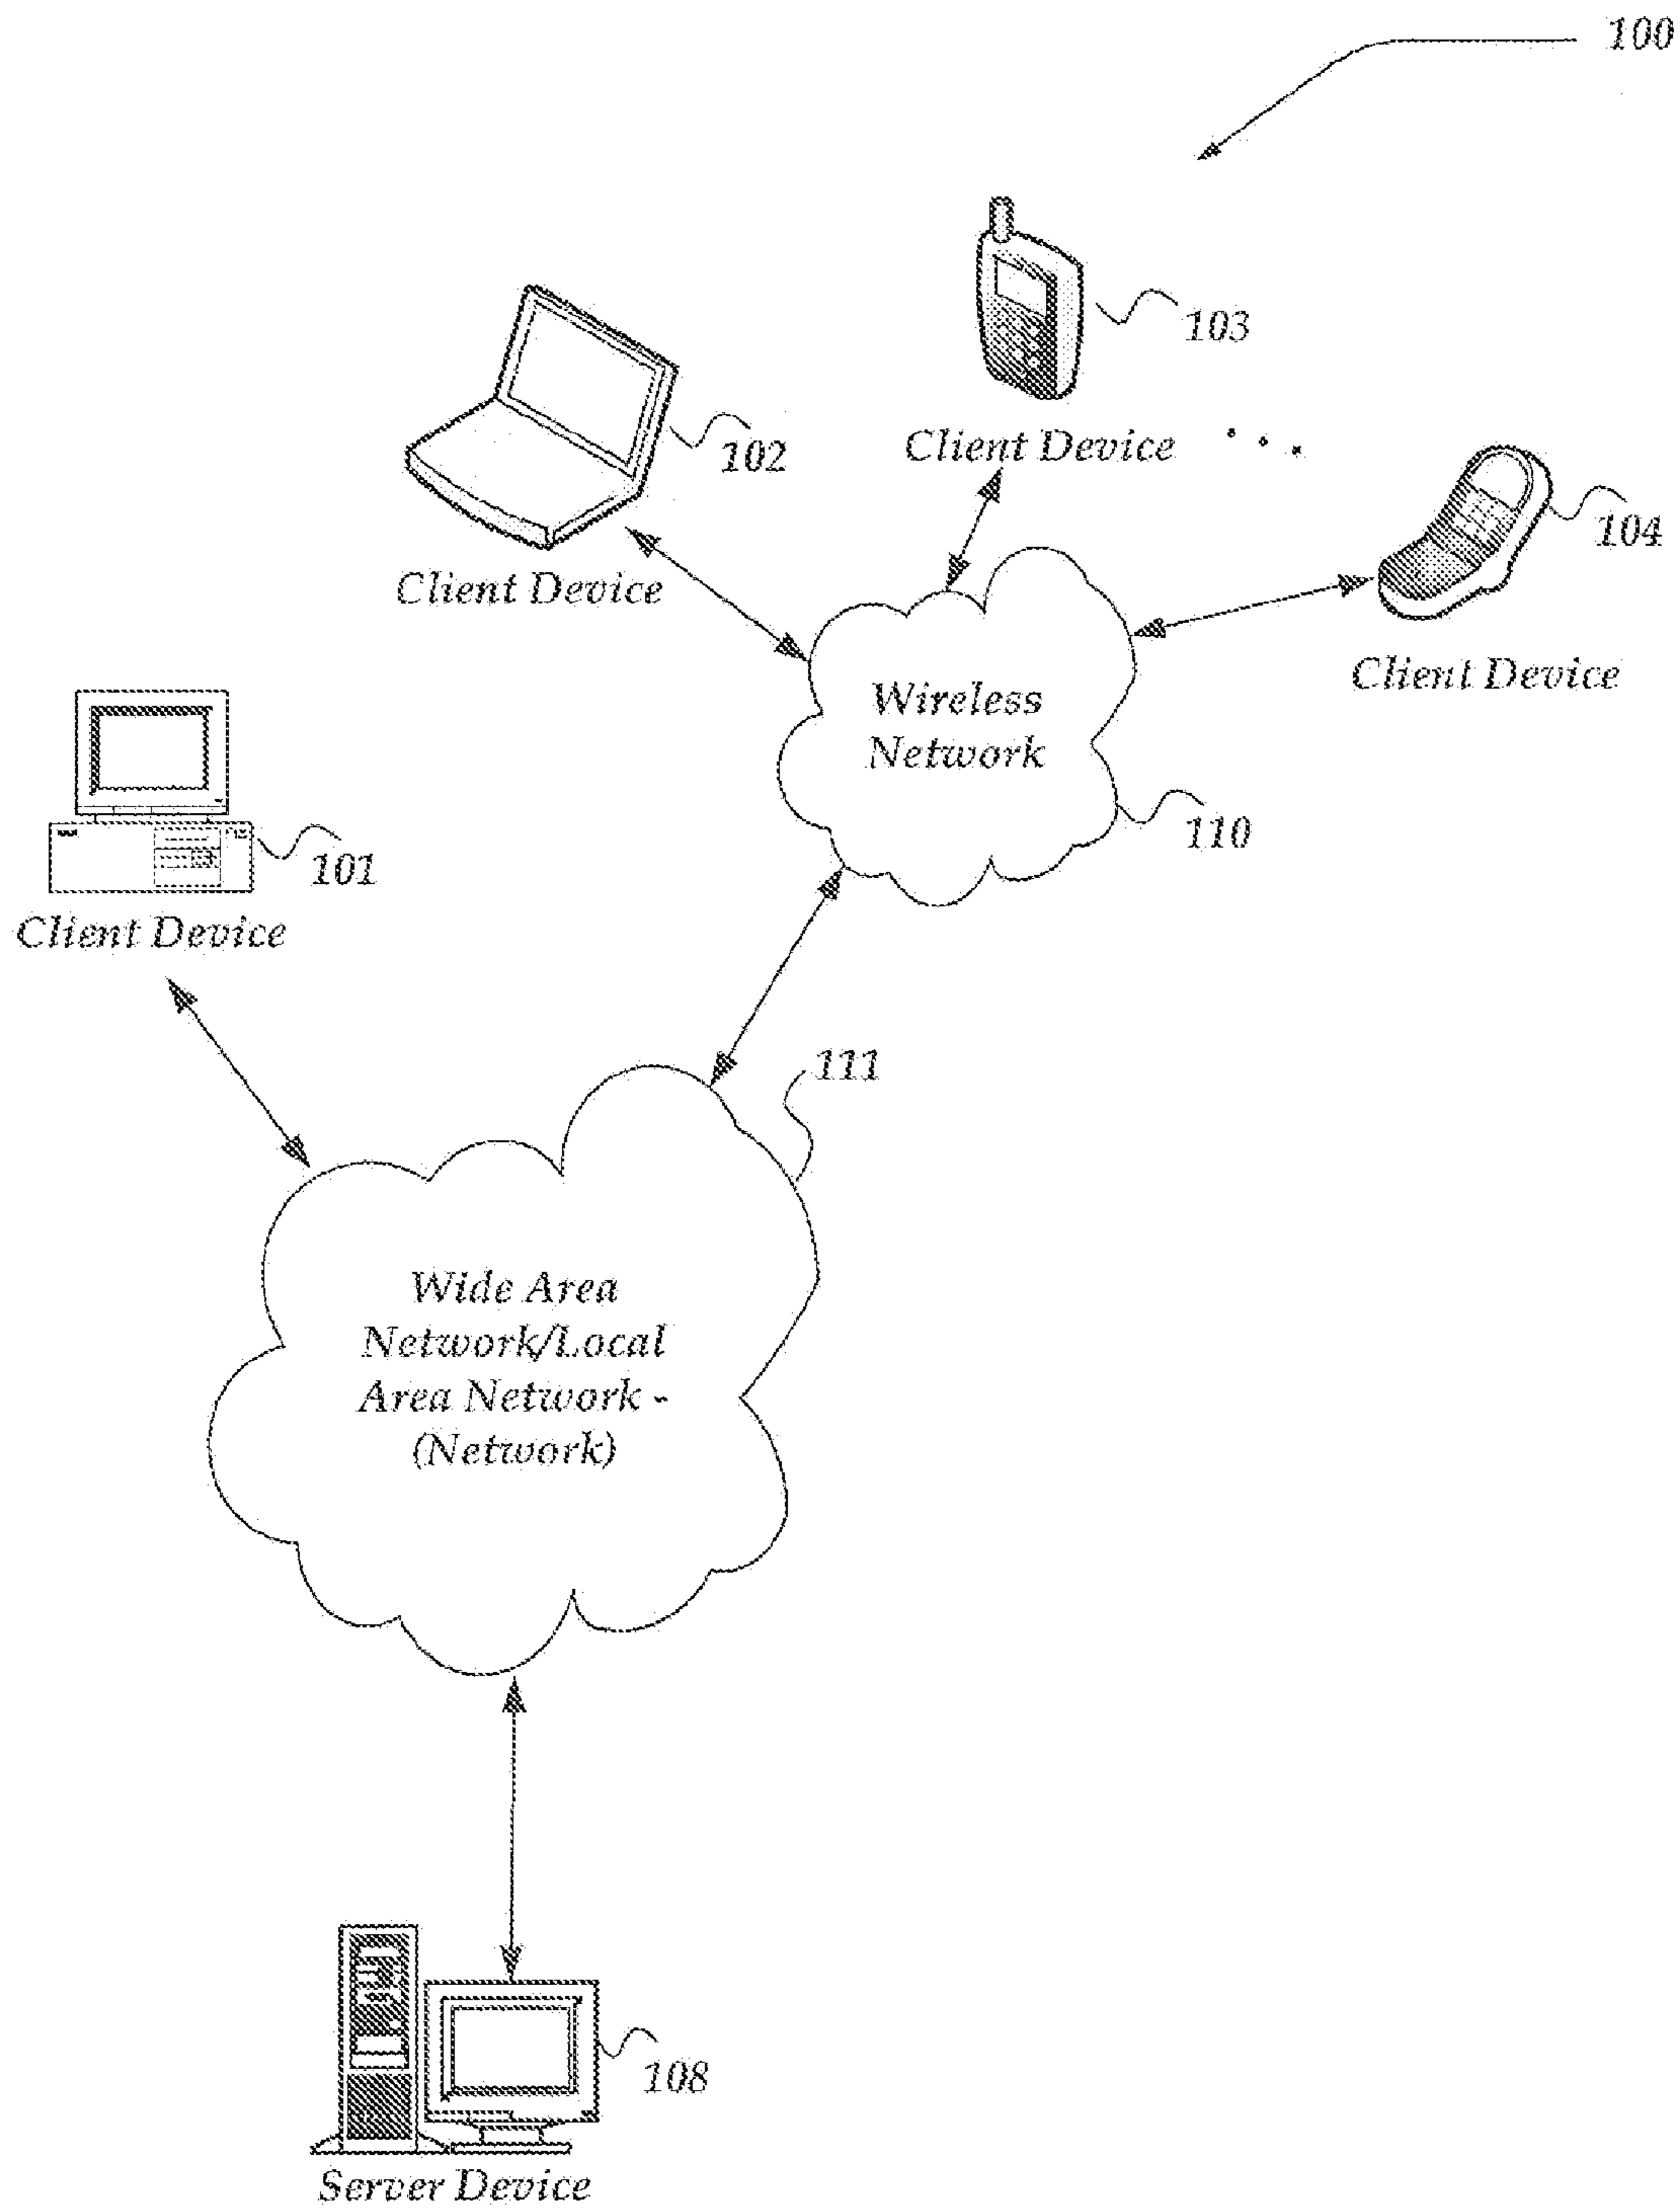 100
103
102
Client Device
104
Client Device
Client Device
Wireless
Network
110
101
Client Device
111
Wide Area
Network/Local
Area Network -
(Network)
108
Server Device